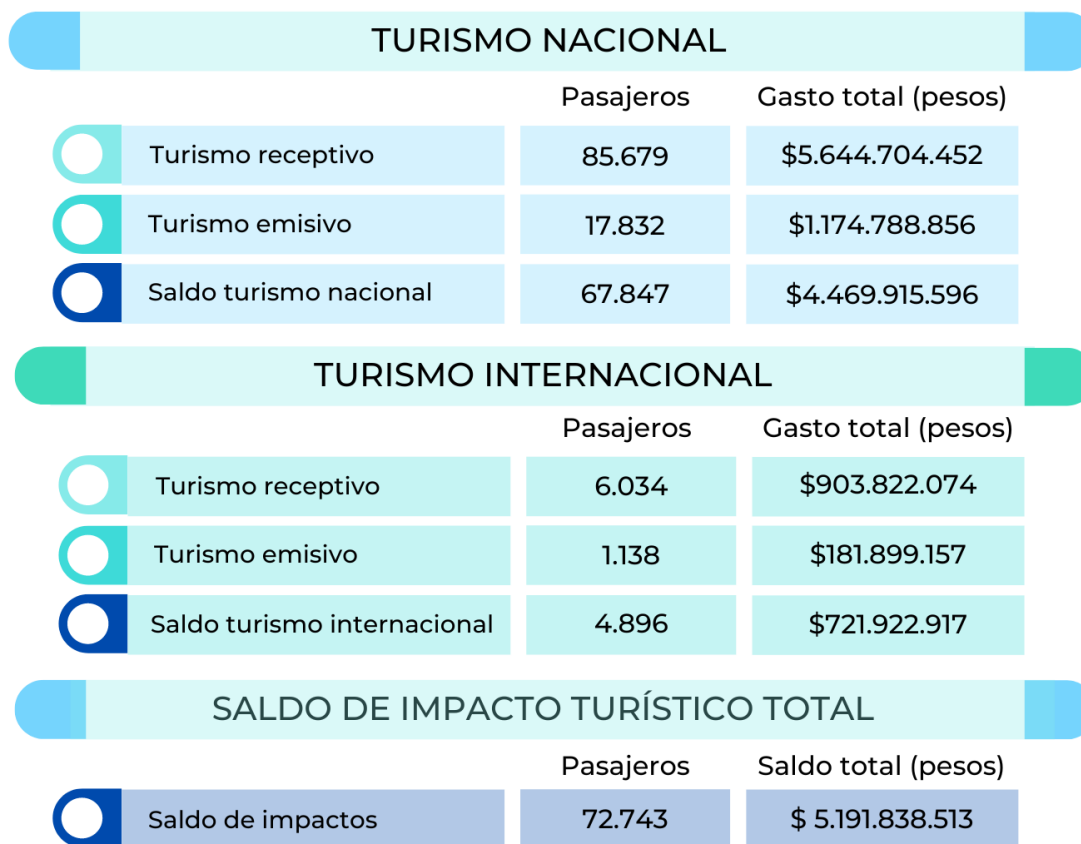 TURISMO NACIONAL
Pasajeros Gasto total (pesos)
Turismo receptivo 85.679 $5.644.704.452
Turismo emisivo 17.832 $1.174.788.856
Saldo turismo nacional 67.847 $4.469.915.596
TURISMO INTERNACIONAL
Pasajeros Gasto total (pesos)
Turismo receptivo 6.034 $903.822.074
Turismo emisivo 1.138 $181.899.157
Saldo turismo internacional 4.896 $721.922.917
SALDO DE IMPACTO TURÍSTICO TOTAL
Pasajeros Saldo total (pesos)
Saldo de impactos 72.743 $ 5.191.838.513